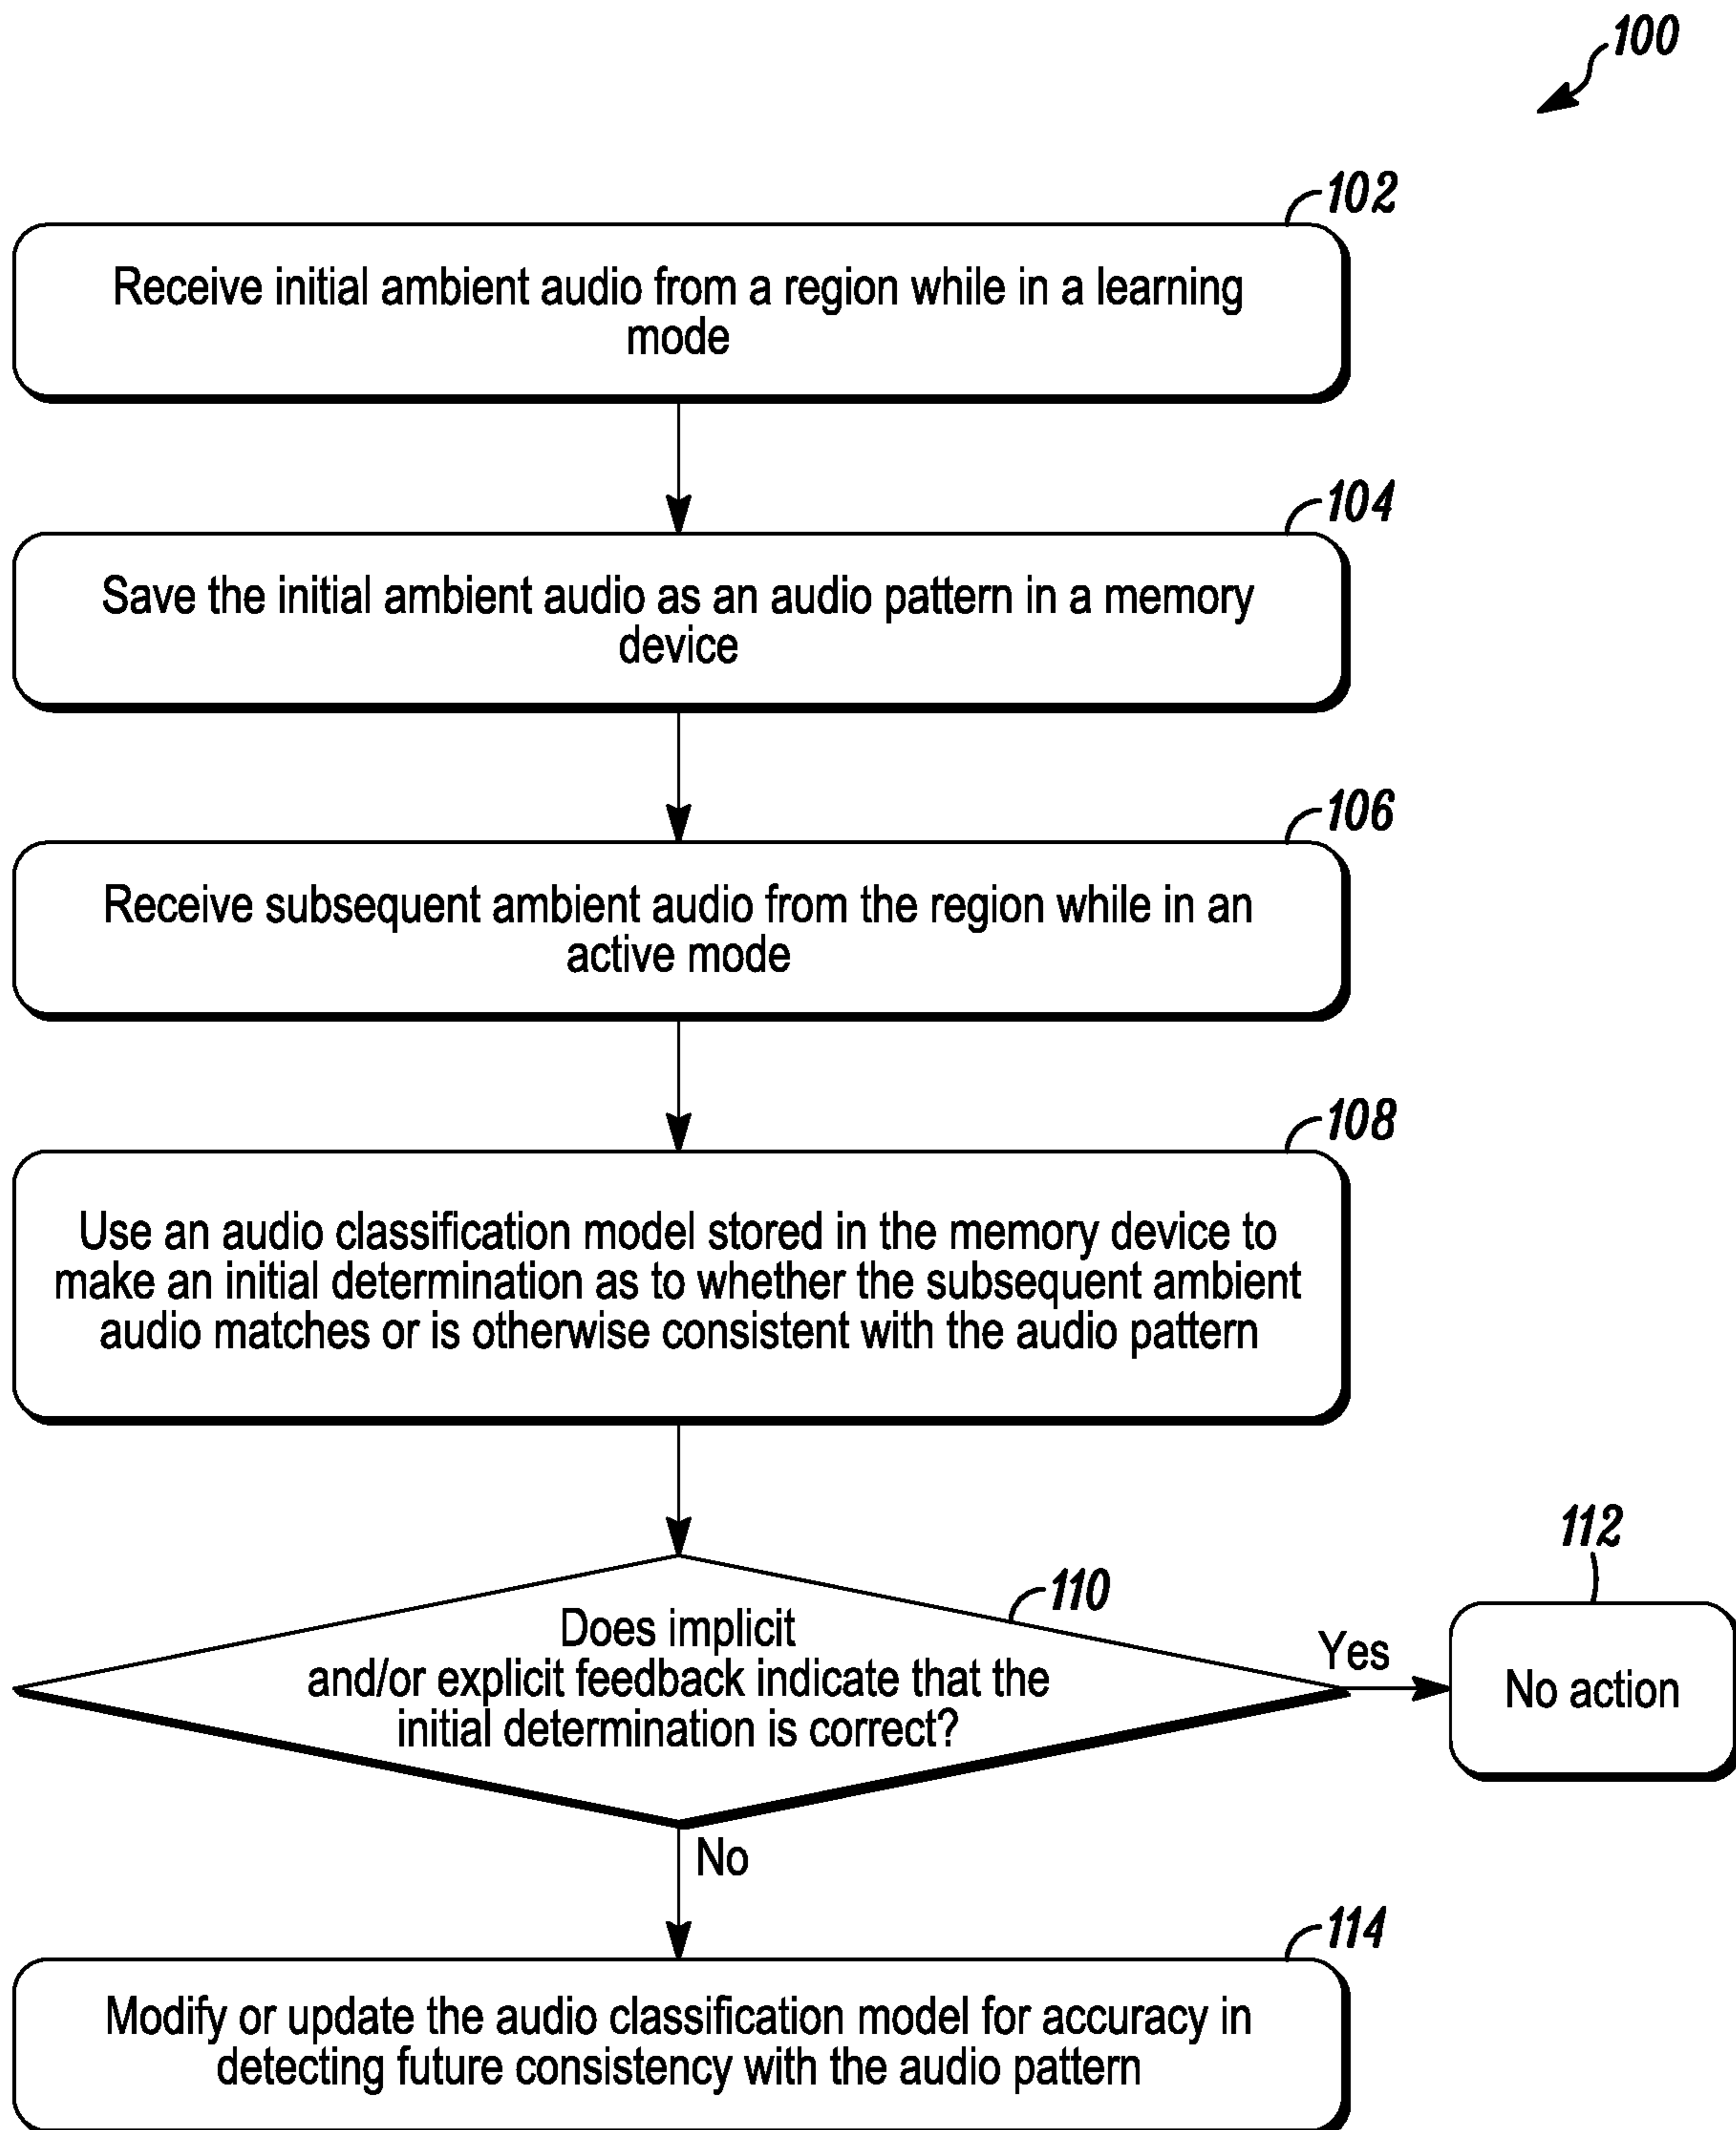 100
102
Receive initial ambient audio from a region while in a learning
mode
104
Save the initial ambient audio as an audio pattern in a memory
device
106
Receive subsequent ambient audio from the region while in an
active mode
108
Use an audio classification model stored in the memory device to
make an initial determination as to whether the subsequent ambient
audio matches or is otherwise consistent with the audio pattern
110
Does implicit
and/or explicit feedback indicate that the
initial determination is correct?
Yes
112
No action
No
114
Modify or update the audio classification model for accuracy in
detecting future consistency with the audio pattern